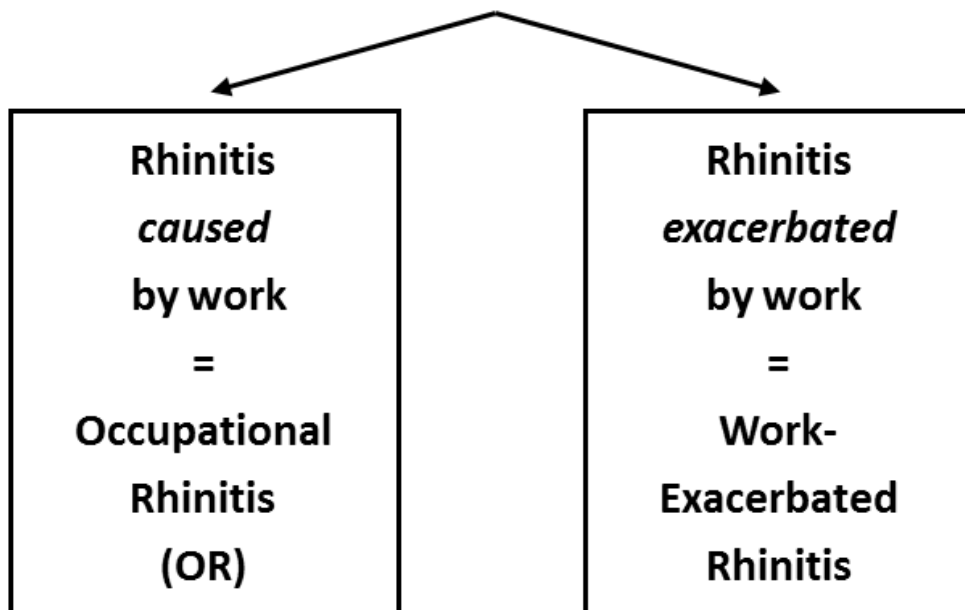 Rhinitis
caused
by work
=
Occupational
Rhinitis
(OR)
Rhinitis
exacerbated
by work
=
Work-
Exacerbated
Rhinitis